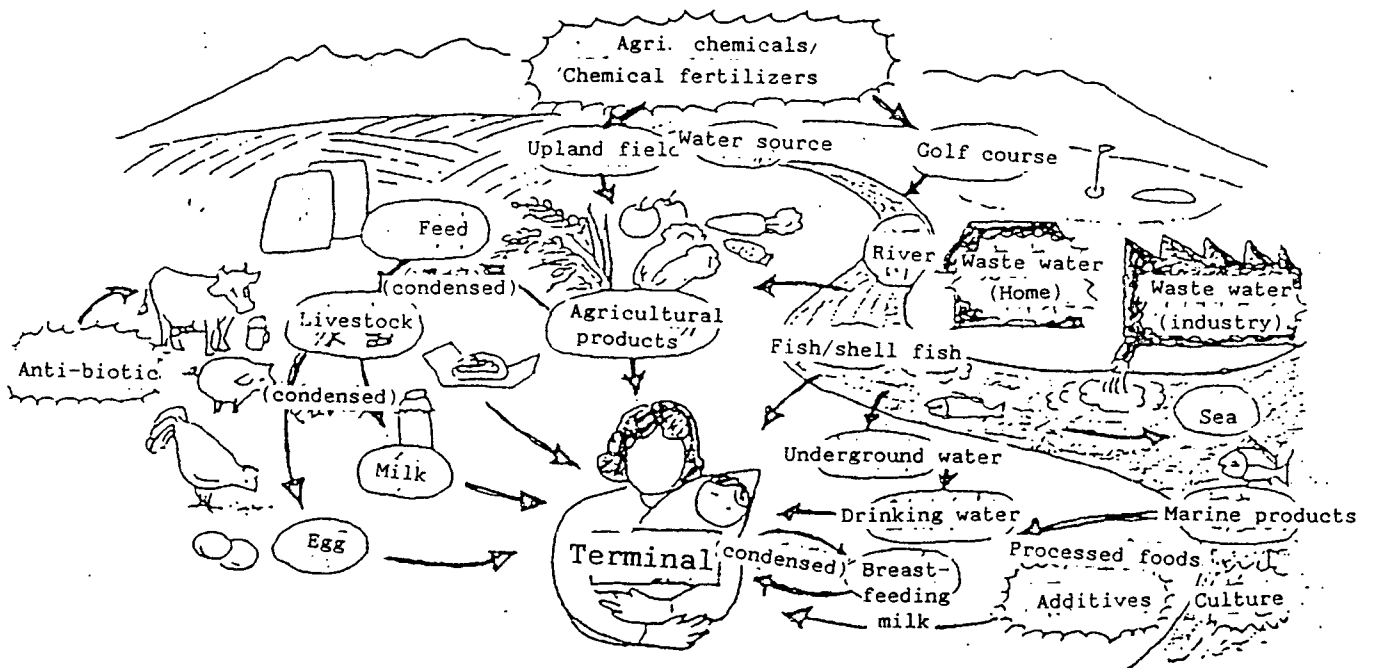 Agri. chemicals/
Chemical fertilizers
Upland field
Water source
Golf course
Feed
River
Waste water
(Home)
Waste water
(industry)
(condensed)
Livestock
Agricultural
products
Fish/shell fish
Anti-biotic
(condensed)
Sea
Milk
Underground water
Drinking water
Marine products
Egg
Terminal
(condensed)
Processed foods
Breast-
feeding
milk
Additives
Culture